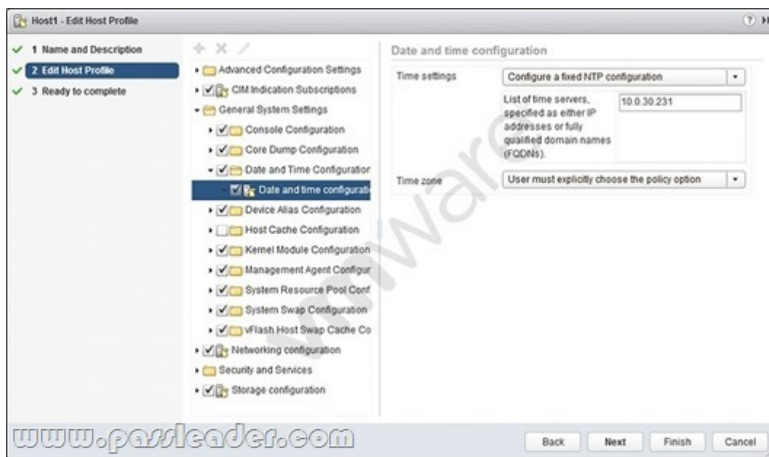 Host1 - Edit Host Profile
1 Name and Description
2 Edit Host Profile
3 Ready to complete
Advanced Configuration Settings
CIM Indication Subscriptions
General System Settings
Console Configuration
Core Dump Configuration
Date and Time Configuration
Date and time configurati
Device Alias Configuration
Host Cache Configuration
Kernel Module Configuration
Management Agent Configur
System Resource Pool Conf
System Swap Configuration
vFlash Host Swap Cache Co
Networking configuration
Security and Services
Storage configuration
Date and time configuration
Time settings
Configure a fixed NTP configuration
List of time servers,
specified as either IP
addresses or fully
qualified domain names
(FQDNs).
10.0.30.231
Time zone
User must explicitly choose the policy option
vmware
www.passleader.com
Back
Next
Finish
Cancel